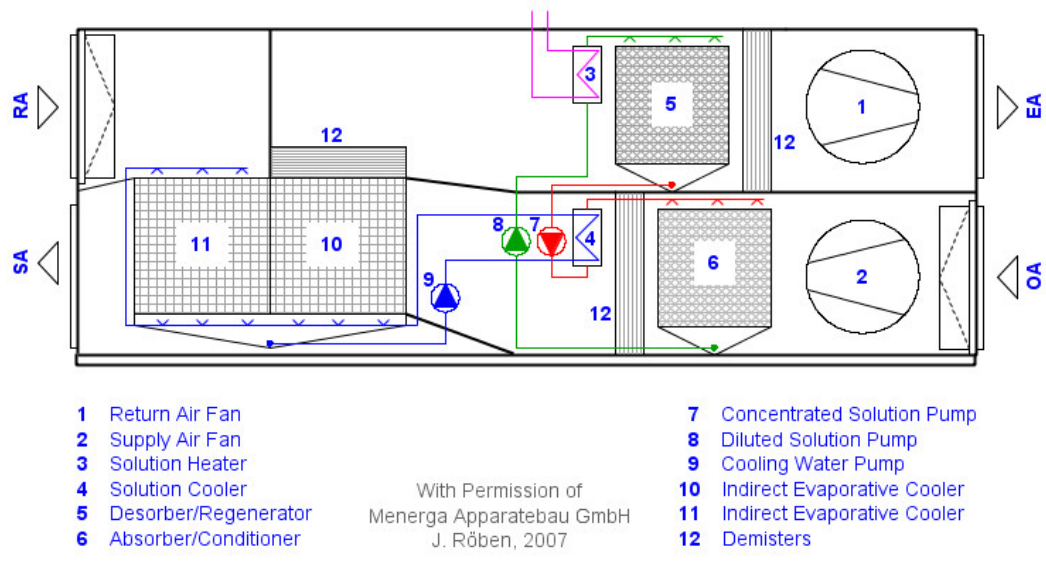 RA
SA
EA
OA
12
3
5
1
12
11
10
9
8
7
4
12
6
2
1 Return Air Fan
2 Supply Air Fan
3 Solution Heater
4 Solution Cooler
5 Desorber/Regenerator
6 Absorber/Conditioner
With Permission of
Menerga Apparatebau GmbH
J. Röben, 2007
7 Concentrated Solution Pump
8 Diluted Solution Pump
9 Cooling Water Pump
10 Indirect Evaporative Cooler
11 Indirect Evaporative Cooler
12 Demisters